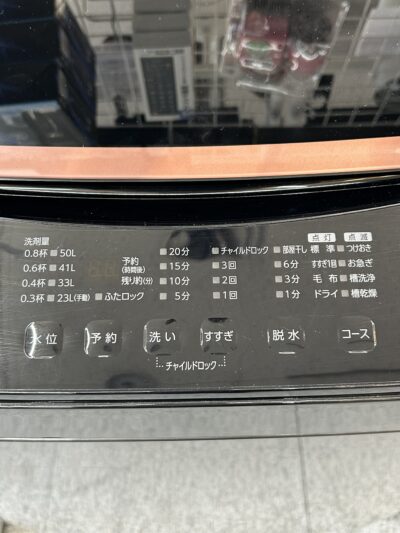 洗剤量
0.8杯 50L
0.6杯 41L
0.4杯 33L
0.3杯 23L(手動) ふたロック
予約
(時間後)
残り約(分)
20分
15分
10分
5分
チャイルドロック
3回
2回
1回
部屋干し
6分
3分
1分
点灯 点滅
標準 つけおき
すすぎ1回 お急ぎ
毛布 槽洗浄
ドライ 槽乾燥
水位 予約 洗い すすぎ 脱水 コース
チャイルドロック